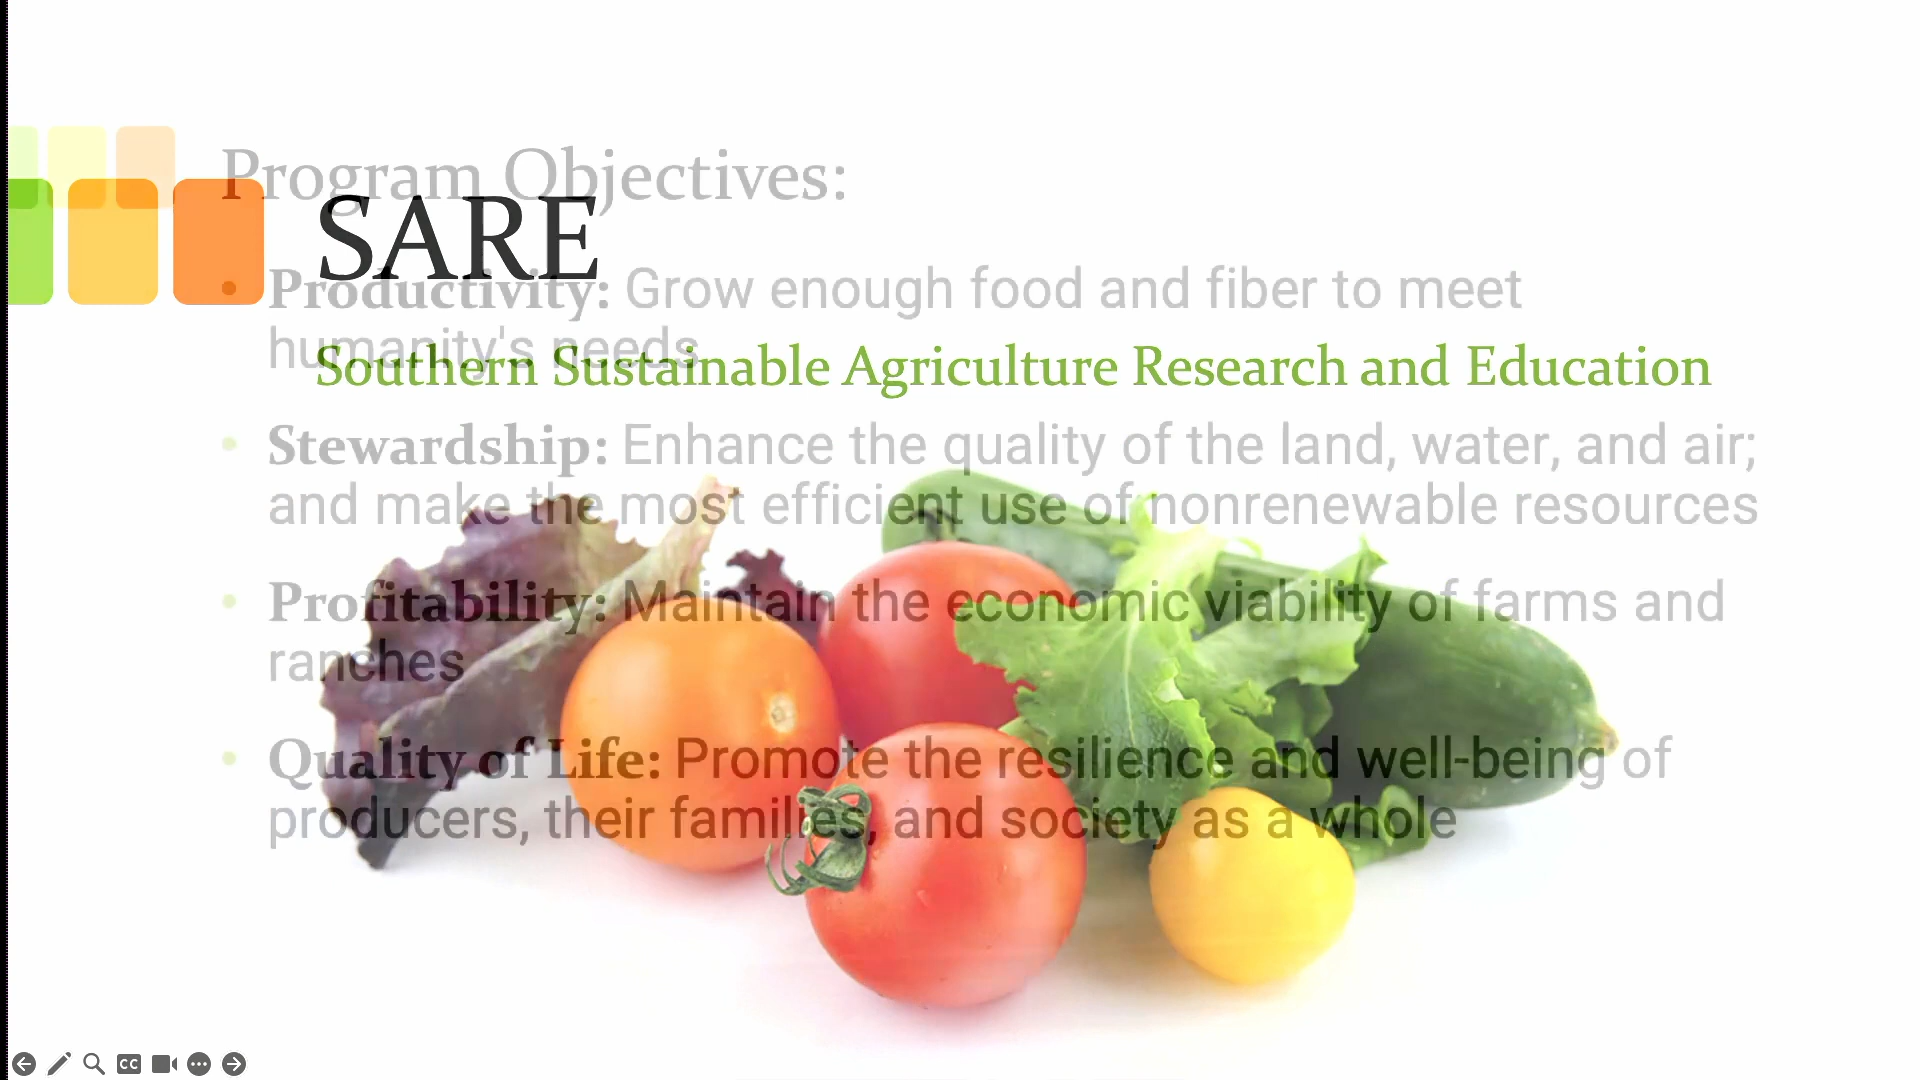 Program Objectives:
SARE
• Productivity: Grow enough food and fiber to meet
humanity's needs
Southern Sustainable Agriculture Research and Education
• Stewardship: Enhance the quality of the land, water, and air;
and make the most efficient use of nonrenewable resources
• Profitability: Maintain the economic viability of farms and
ranches
• Quality of Life: Promote the resilience and well-being of
producers, their families, and society as a whole
CC